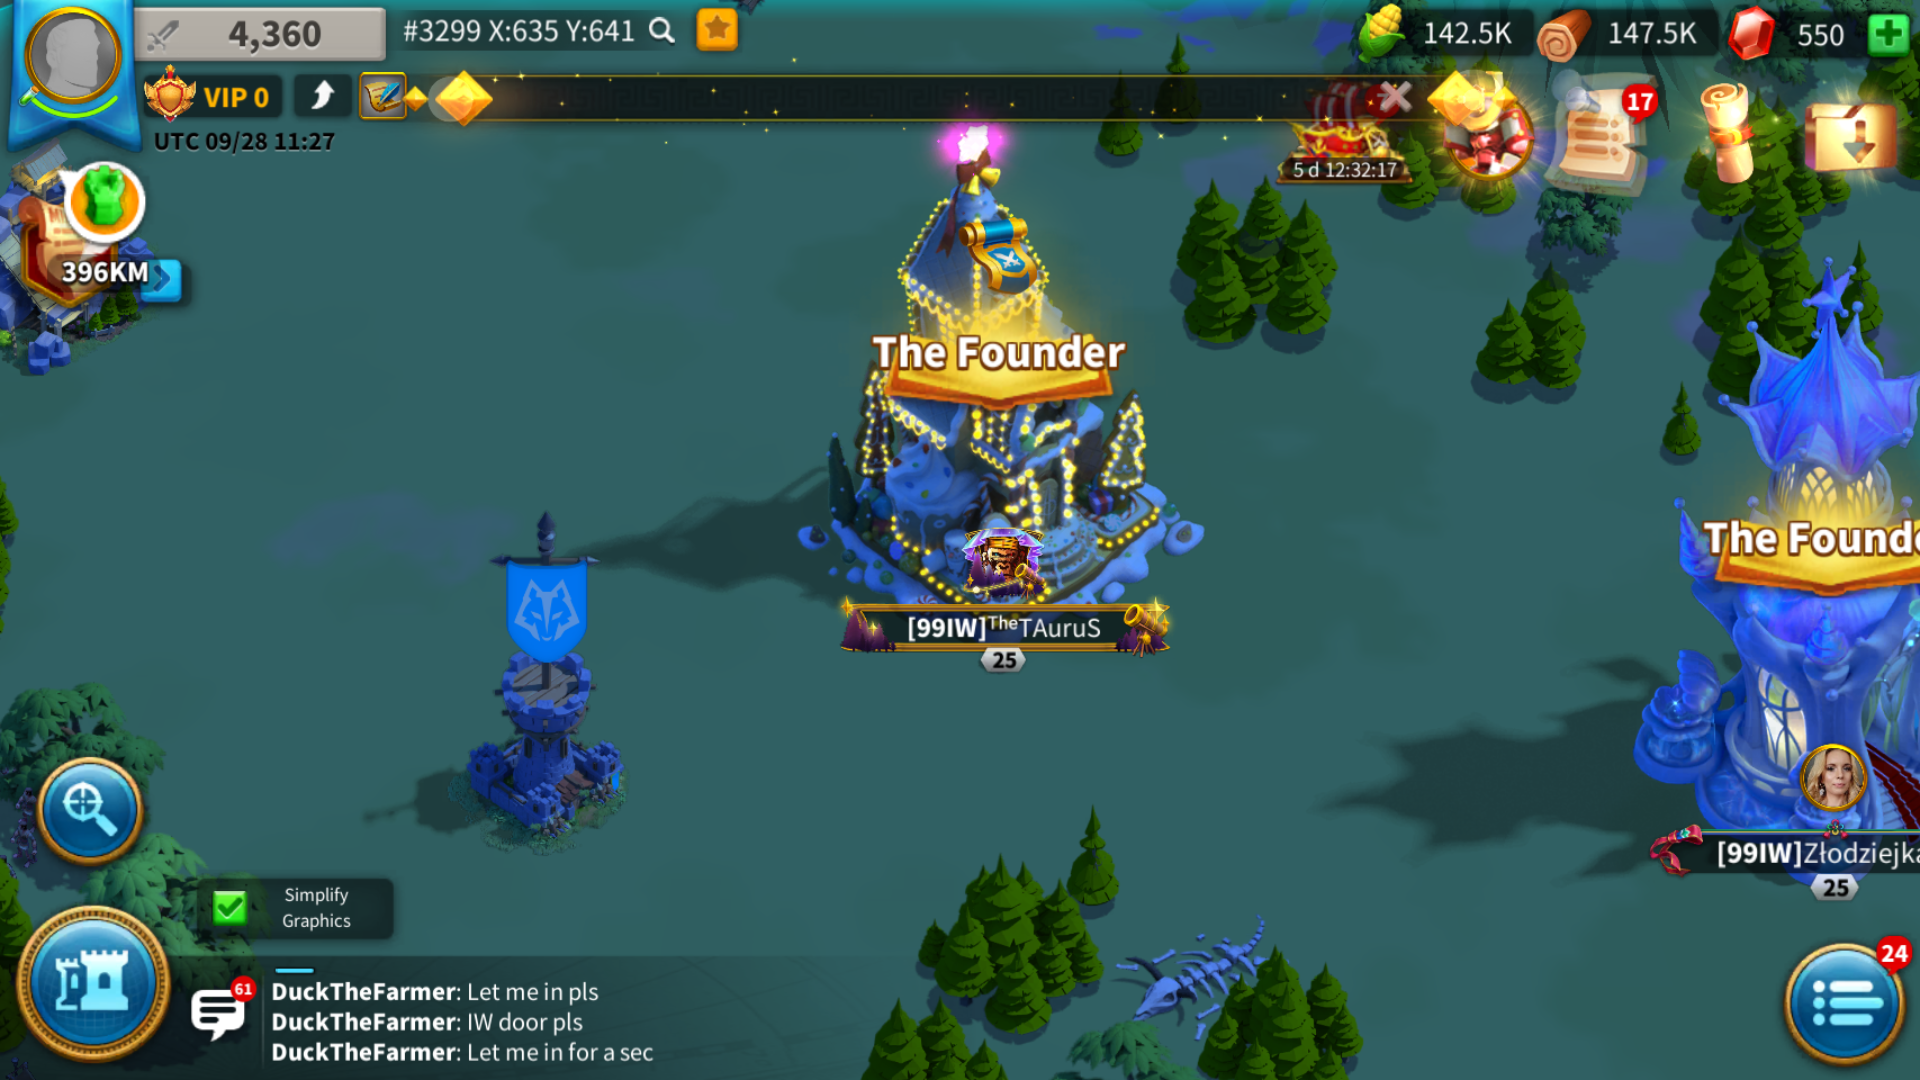 4,360
#3299 X:635 Y:641
142.5K
147.5K
550
VIP 0
UTC 09/28 11:27
17
5 d 12:32:17
396KM
The Founder
[99IW]TheTAuruS
25
The Founde
[99IW]Złodziejka
25
Simplify
Graphics
61
DuckTheFarmer: Let me in pls
DuckTheFarmer: IW door pls
DuckTheFarmer: Let me in for a sec
24